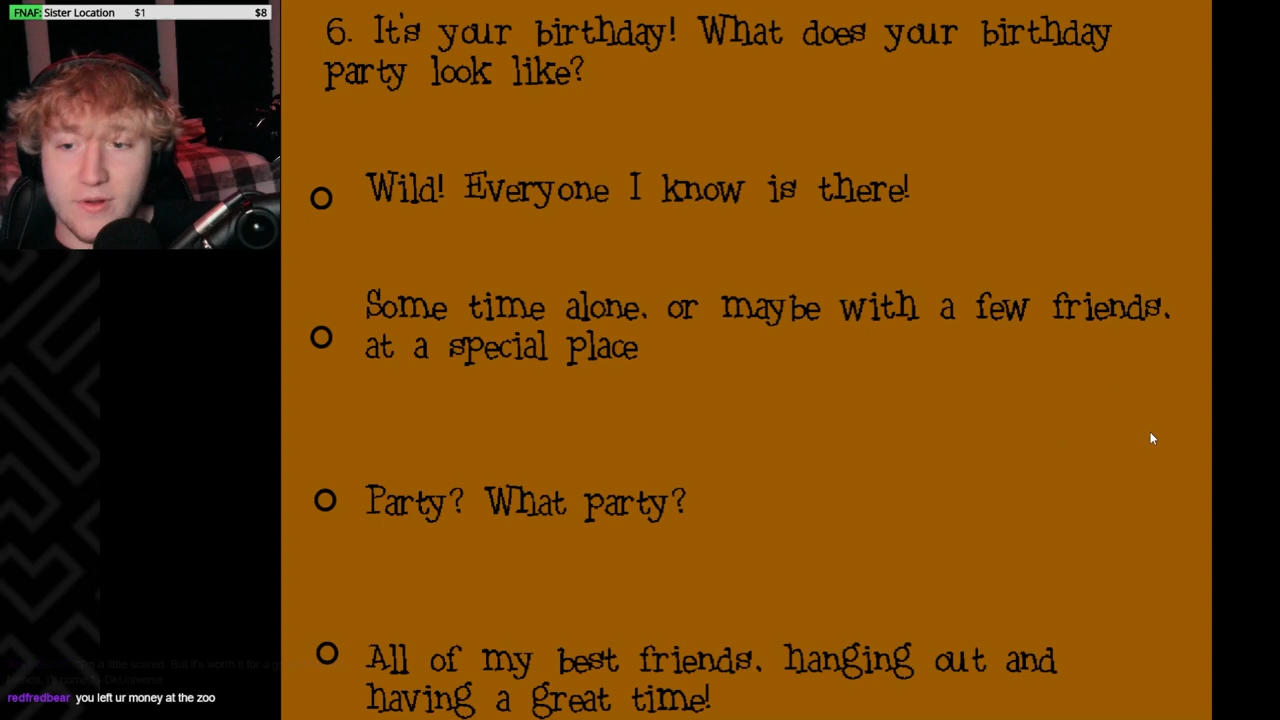 FNAF: Sister Location $1 $8
6. It's your birthday! What does your birthday
party look like?
Wild! Everyone I know is there!
Some time alone, or maybe with a few friends,
at a special place
Party? What party?
All of my best friends, hanging out and
having a great time!
redfredbear you left ur money at the zoo